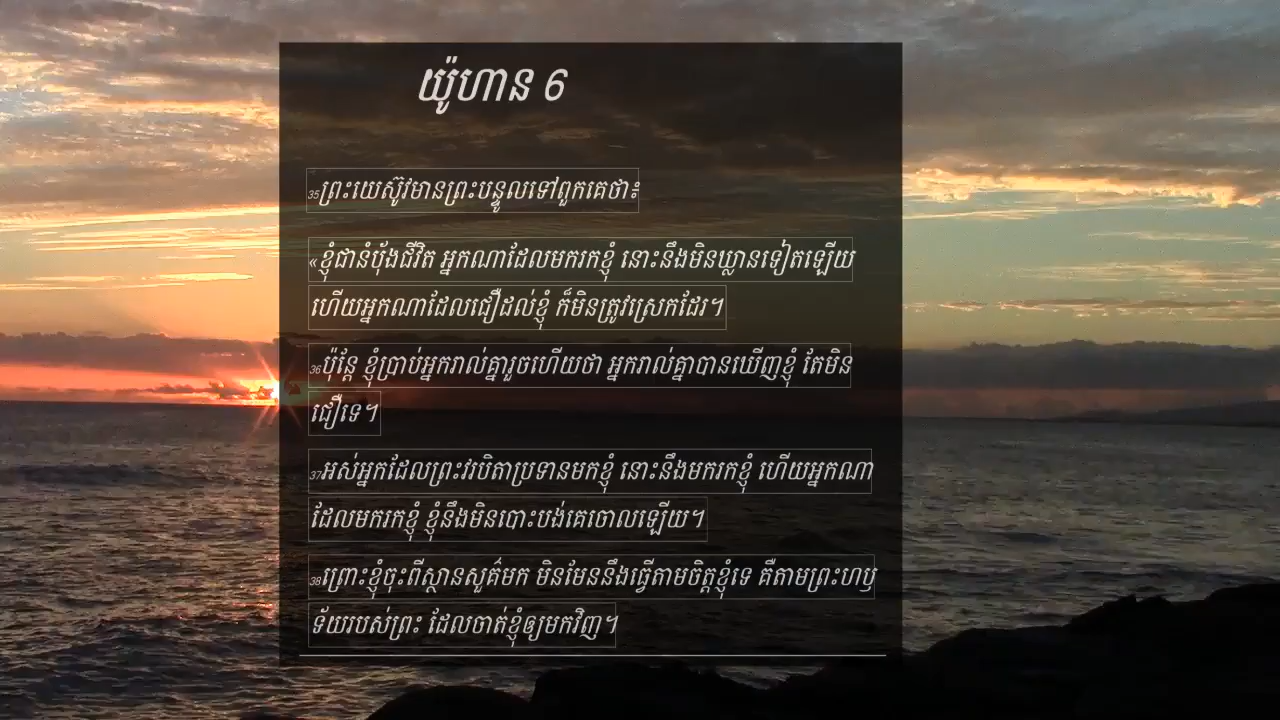 យ៉ូហាន 6
35ព្រះយេស៊ូវមានព្រះបន្ទូលទៅពួកគេថា៖
«ខ្ញុំជានំបុ័ងជីវិត អ្នកណាដែលមករកខ្ញុំ នោះនឹងមិនឃ្លានទៀតឡើយ
ហើយអ្នកណាដែលជឿដល់ខ្ញុំ ក៏មិនត្រូវស្រេកដែរ។
36ប៉ុន្តែ ខ្ញុំប្រាប់អ្នករាល់គ្នារួចហើយថា អ្នករាល់គ្នាបានឃើញខ្ញុំ តែមិន
ជឿទេ។
37អស់អ្នកដែលព្រះវរបិតាប្រទានមកខ្ញុំ នោះនឹងមករកខ្ញុំ ហើយអ្នកណា
ដែលមករកខ្ញុំ ខ្ញុំនឹងមិនបោះបង់គេចោលឡើយ។
38ព្រោះខ្ញុំចុះពីស្ថានសួគ៌មក មិនមែននឹងធ្វើតាមចិត្តខ្ញុំទេ គឺតាមព្រះហឫ
ទ័យរបស់ព្រះ ដែលចាត់ខ្ញុំឲ្យមកវិញ។